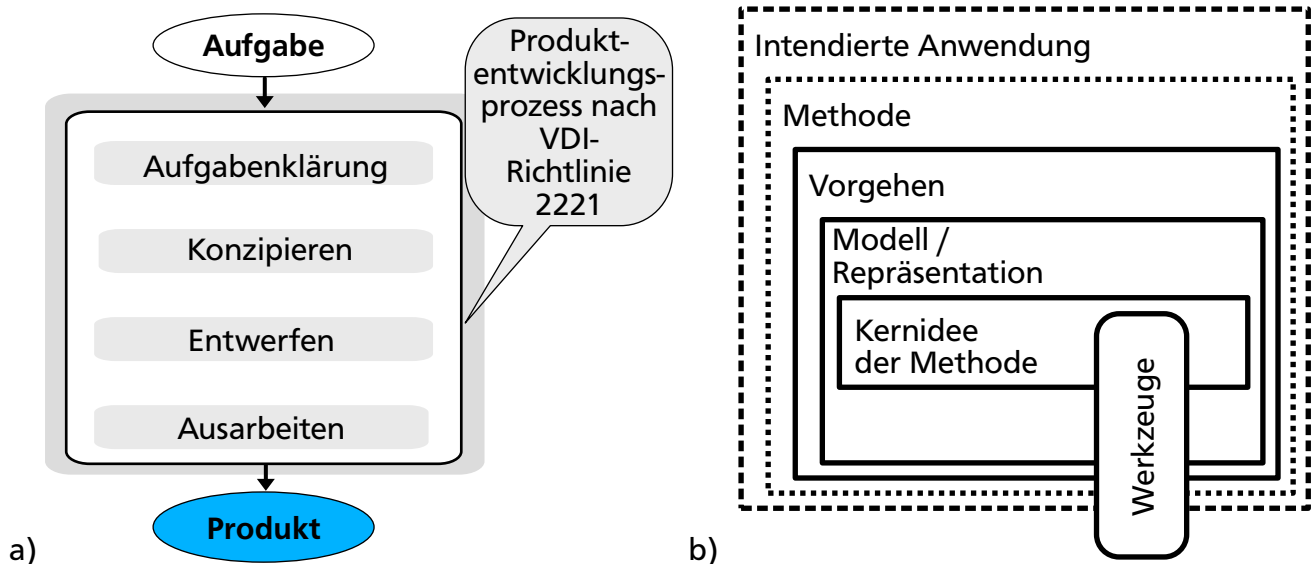 Aufgabe
Produkt-
entwicklungs-
prozess nach
VDI-
Richtlinie
2221
Aufgabenklärung
Konzipieren
Entwerfen
Ausarbeiten
Produkt
a)
Intendierte Anwendung
Methode
Vorgehen
Modell /
Repräsentation
Kernidee
der Methode
Werkzeuge
b)